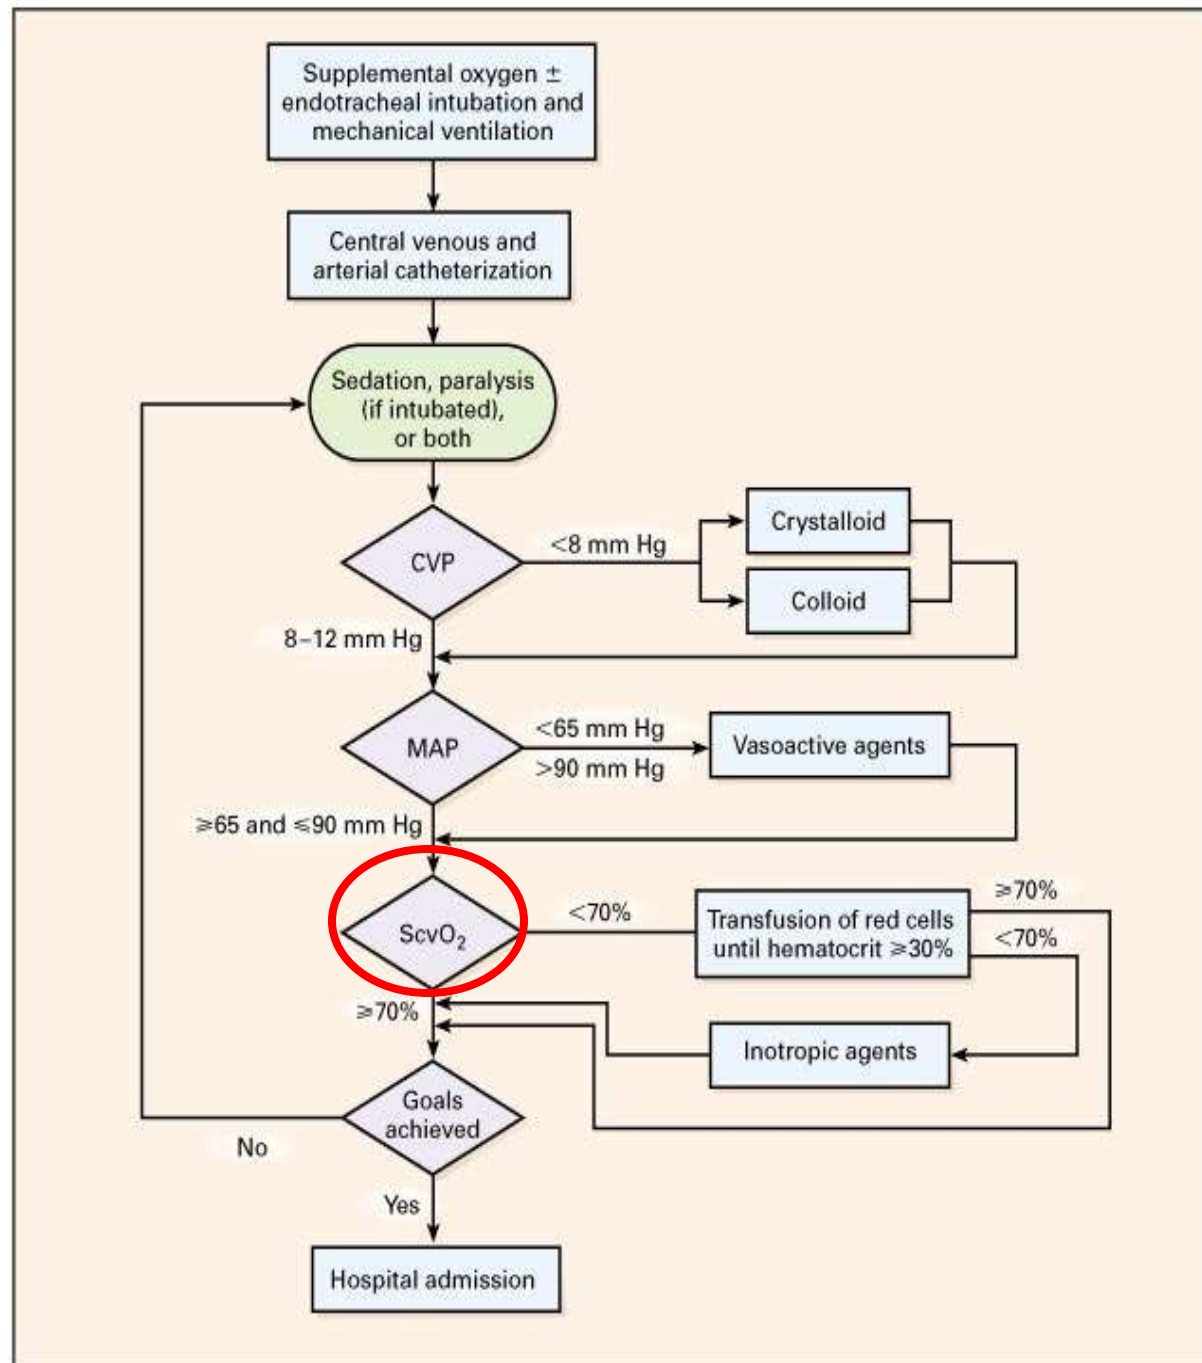 Supplemental oxygen ±
endotracheal intubation and
mechanical ventilation
Central venous and
arterial catheterization
Sedation, paralysis
(if intubated),
or both
CVP
<8 mm Hg
Crystalloid
Colloid
8–12 mm Hg
MAP
<65 mm Hg
>90 mm Hg
Vasoactive agents
⩾65 and ⩽90 mm Hg
ScvO₂
<70%
Transfusion of red cells
until hematocrit ⩾30%
⩾70%
<70%
⩾70%
Inotropic agents
Goals
achieved
No
Yes
Hospital admission